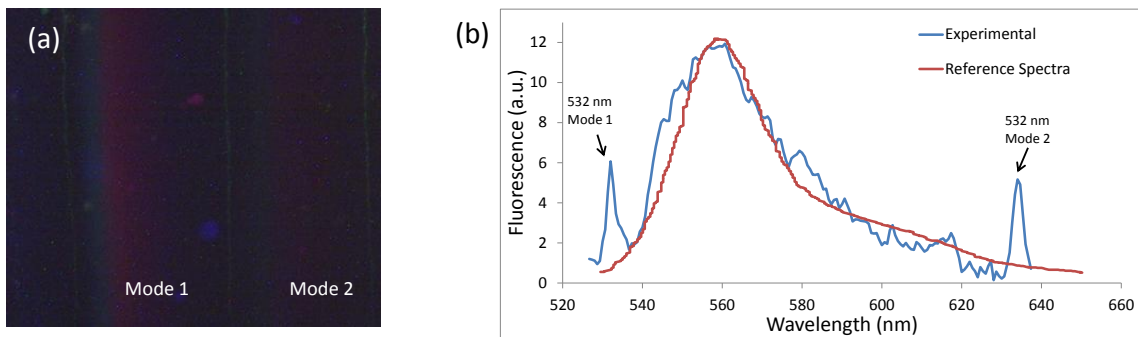 (a)
Mode 1
Mode 2
(b)
Fluorescence (a.u.)
12
10
8
6
4
2
0
532 nm
Mode 1
Experimental
Reference Spectra
532 nm
Mode 2
520
540
560
580
600
620
640
660
Wavelength (nm)